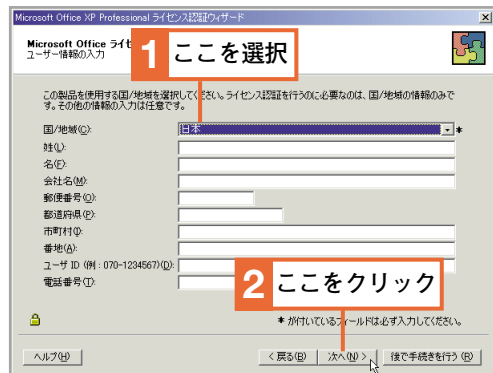 Microsoft Office XP Professional ライセンス認証ウィザード
Microsoft Office ライセ
ユーザー情報の入力
1 ここを選択
この製品を使用する国/地域を選択してください。ライセンス認証を行うのに必要なのは、国/地域の情報のみで
す。その他の情報の入力は任意です。
国/地域(C):
日本
*
姓(L):
名(F):
会社名(M):
郵便番号(O):
都道府県(P):
市町村(I):
番地(A):
ユーザ ID (例 : 070-1234567)(D):
電話番号(T):
2 ここをクリック
* が付いているフィールドは必ず入力してください。
ヘルプ(H)
< 戻る(B)
次へ(N) >
後で手続きを行う (R)